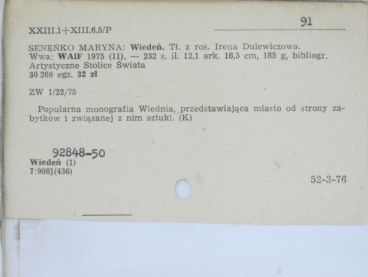 91
XXIII.1+XIII.6.5/P
SENENKO MARYNA: Wiedeń. Tł. z ros. Irena Dulewiczowa.
Wwa: WAiF 1975 (11). — 232 s. il. 12,1 ark. 16,5 cm, 185 g, bibliogr.
Artystyczne Stolice Świata
30 260 egz. 32 zł
ZW 1/22/75
Popularna monografia Wiednia, przedstawiająca miasto od strony za-
bytków i związanej z nim sztuki. (K)
92848-50
Wiedeń (1)
7:908](436)
52-3-76